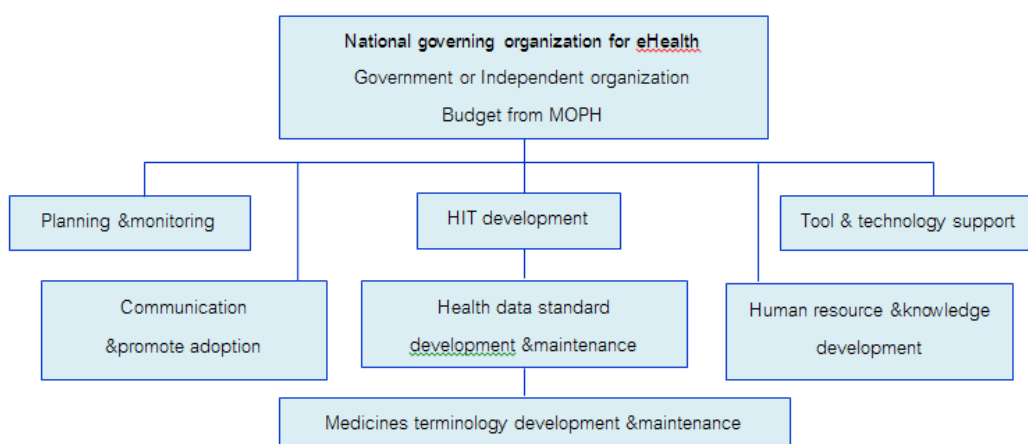 National governing organization for eHealth
Government or Independent organization
Budget from MOPH
Planning &monitoring
HIT development
Tool & technology support
Communication
&promote adoption
Health data standard
development &maintenance
Human resource &knowledge
development
Medicines terminology development &maintenance